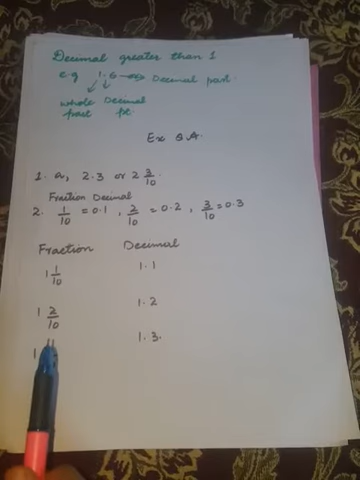 Decimal greater than 1
e.g 1.6 → Decimal part.
whole Decimal
part pt.
Ex 8A.
1. a, 2.3 or 2 3/10
Fraction Decimal
2. 1/10 = 0.1, 2/10 = 0.2, 3/10 = 0.3
Fraction Decimal
1 1/10 1.1
1 2/10 1.2
1 1.3.